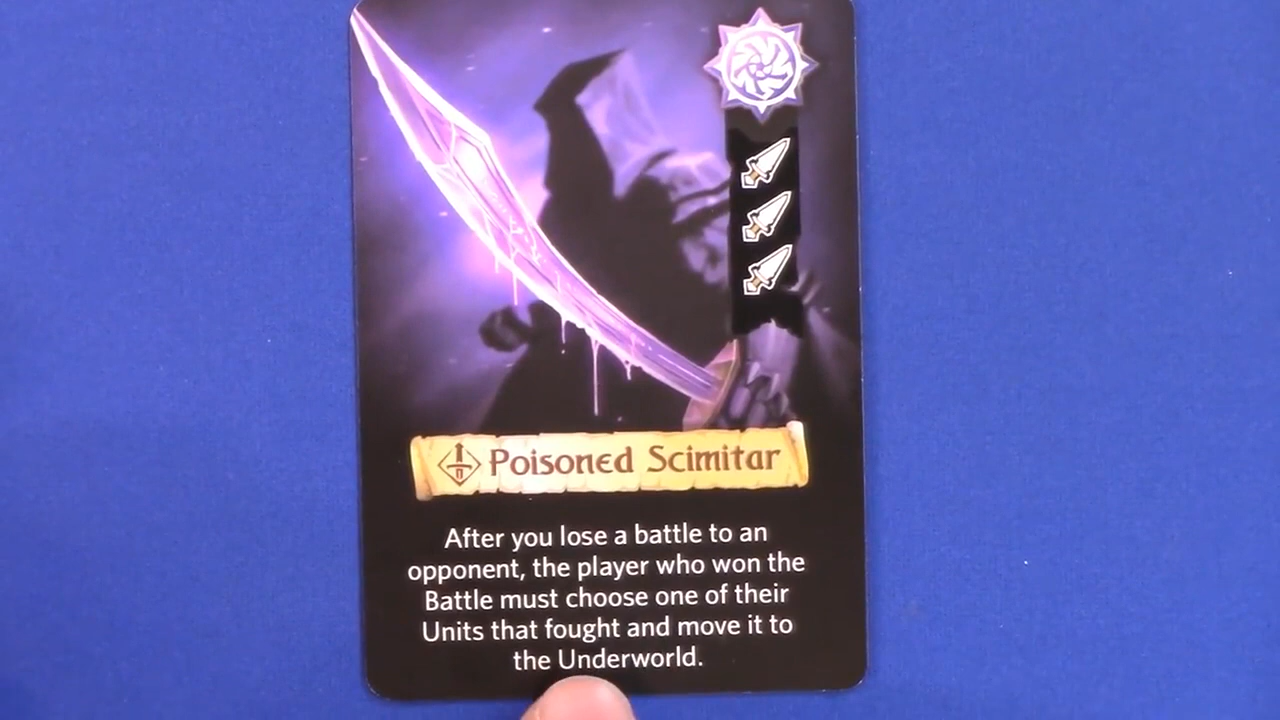 Poisoned Scimitar
After you lose a battle to an
opponent, the player who won the
Battle must choose one of their
Units that fought and move it to
the Underworld.